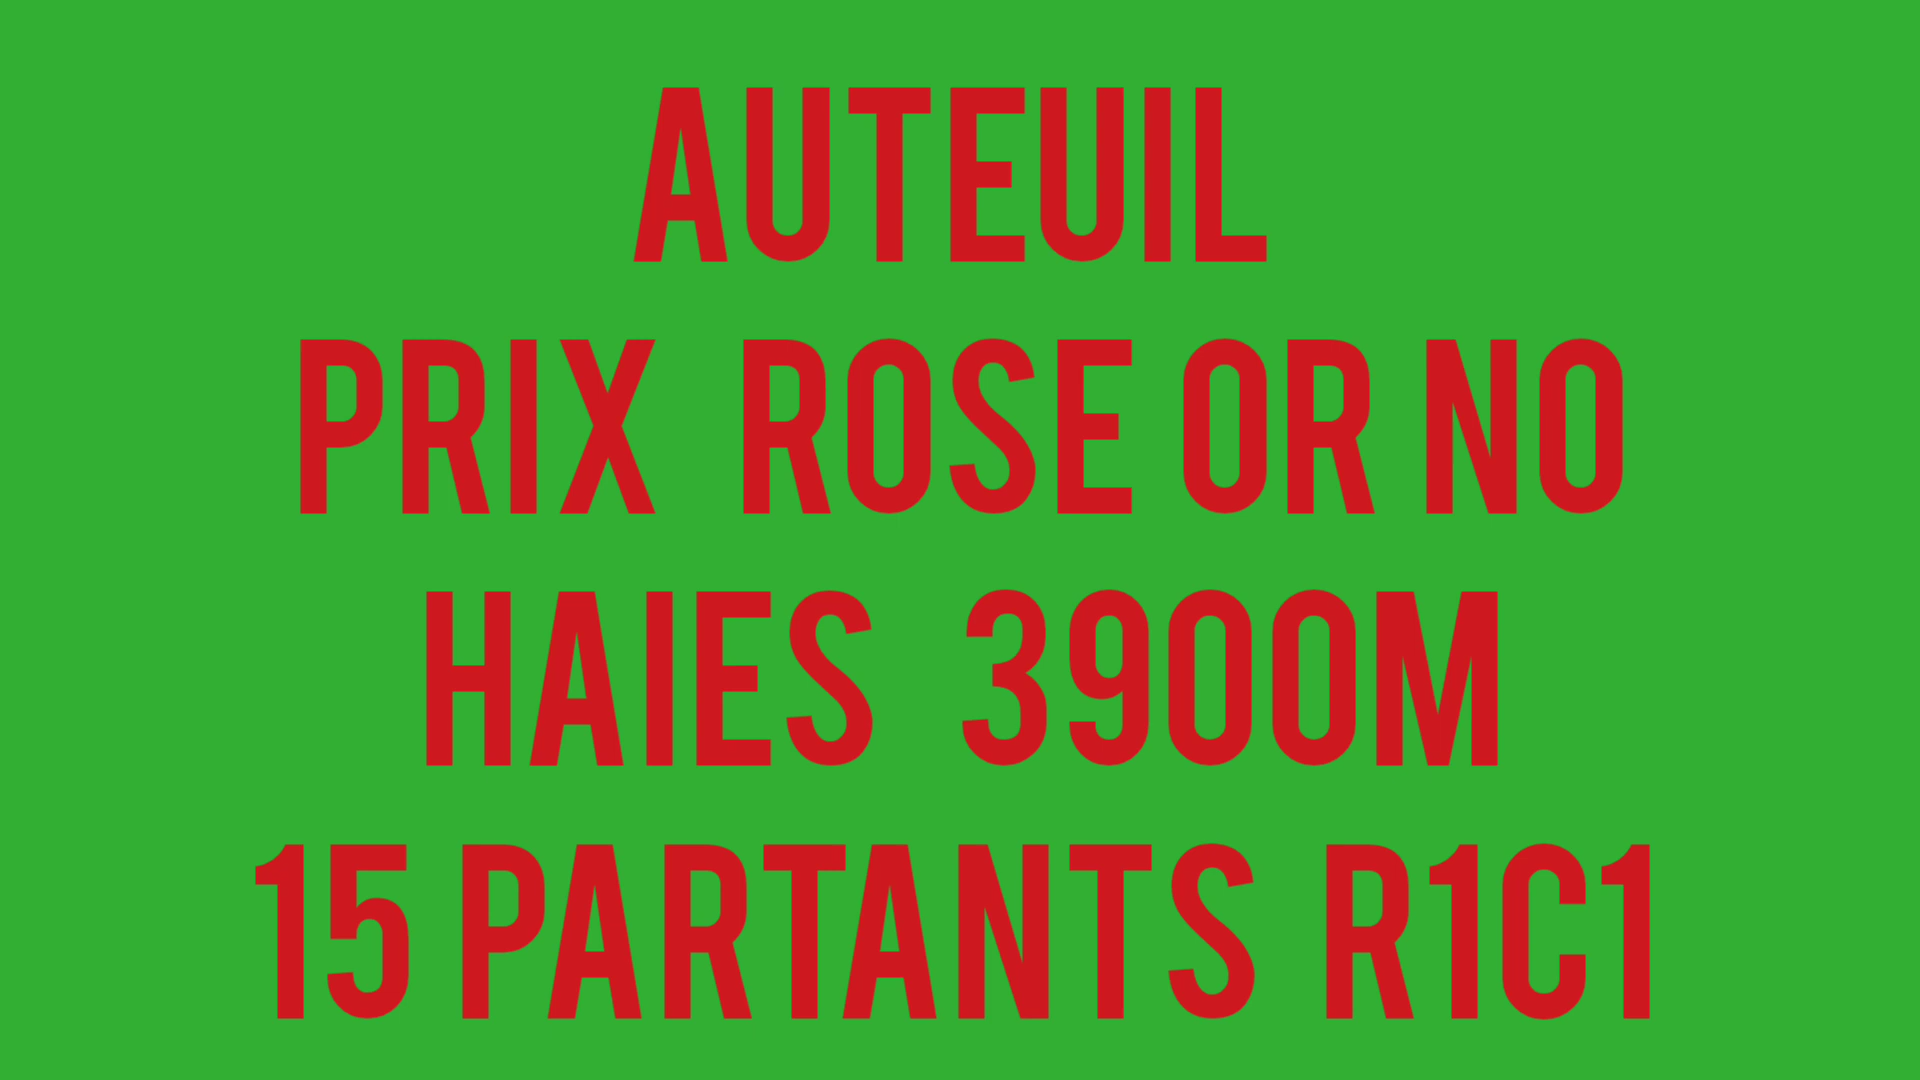 AUTEUIL
PRIX ROSE OR NO
HAIES 3900M
15 PARTANTS R1C1